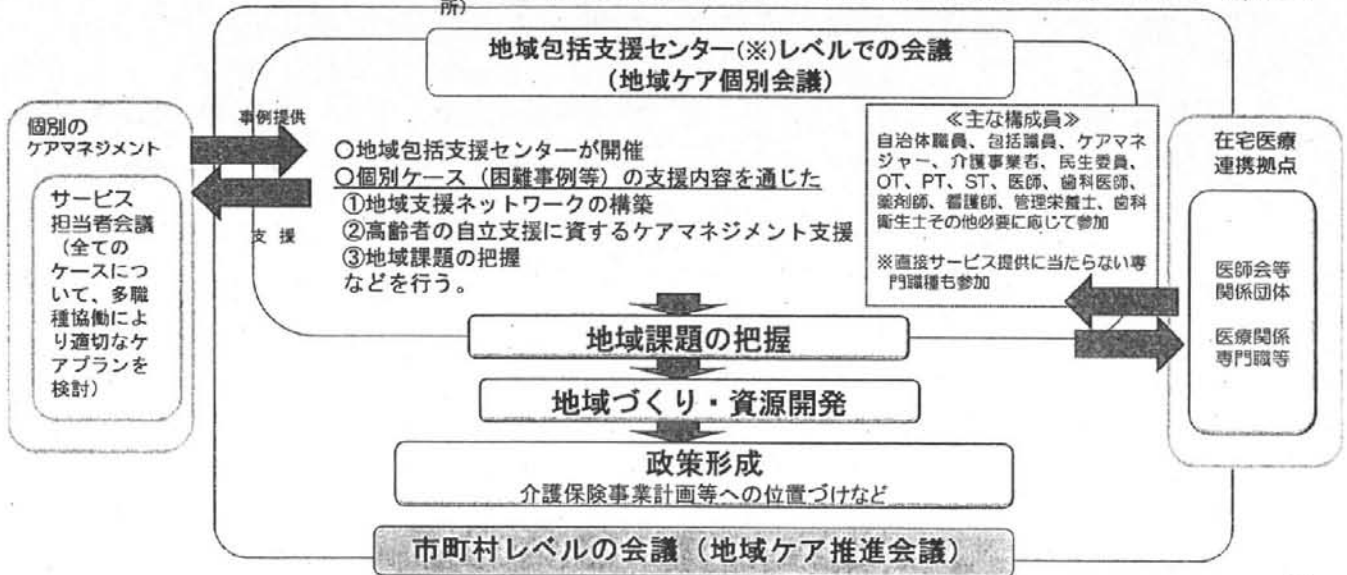 所）
地域包括支援センター(※)レベルでの会議
（地域ケア個別会議）
個別の
ケアマネジメント
サービス
担当者会議
（全ての
ケースにつ
いて、多職
種協働によ
り適切なケ
アプランを
検討）
事例提供
支 援
○地域包括支援センターが開催
○個別ケース（困難事例等）の支援内容を通じた
①地域支援ネットワークの構築
②高齢者の自立支援に資するケアマネジメント支援
③地域課題の把握
などを行う。
≪主な構成員≫
自治体職員、包括職員、ケアマネ
ジャー、介護事業者、民生委員、
OT、PT、ST、医師、歯科医師、
薬剤師、看護師、管理栄養士、歯科
衛生士その他必要に応じて参加
※直接サービス提供に当たらない専
門職種も参加
在宅医療
連携拠点
医師会等
関係団体
医療関係
専門職等
地域課題の把握
地域づくり・資源開発
政策形成
介護保険事業計画等への位置づけなど
市町村レベルの会議（地域ケア推進会議）